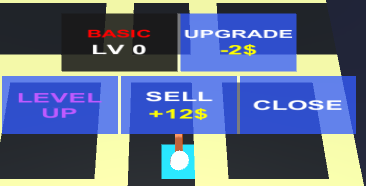 BASIC
LV 0
UPGRADE
-2$
LEVEL
UP
SELL
+12$
CLOSE